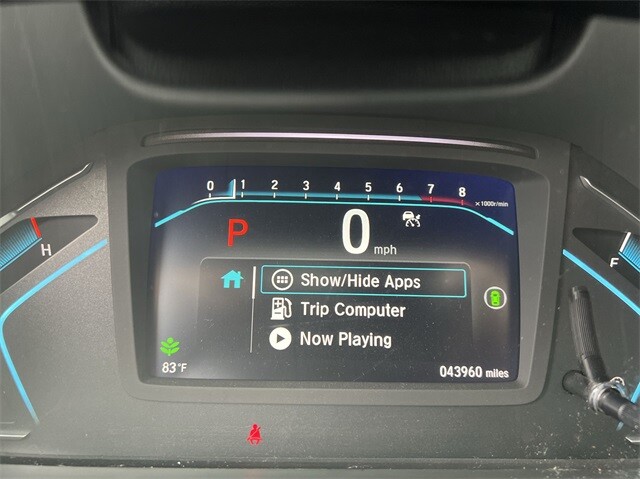 0 1 2 3 4 5 6 7 8
×1000r/min
P 0 mph
H
F
Show/Hide Apps
Trip Computer
Now Playing
83°F
043960 miles